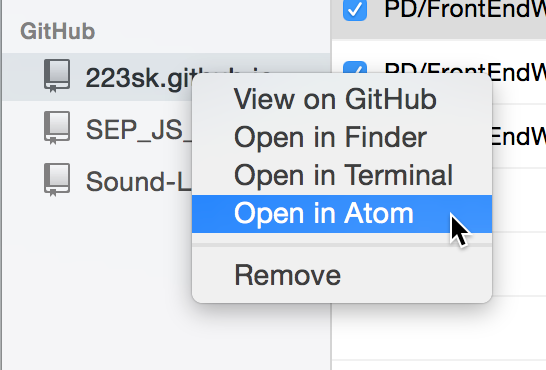 GitHub
PD/FrontEndW
223sk.github.io
PD/FrontEndW
SEP_JS_
EndW
Sound-L
View on GitHub
Open in Finder
Open in Terminal
Open in Atom
Remove